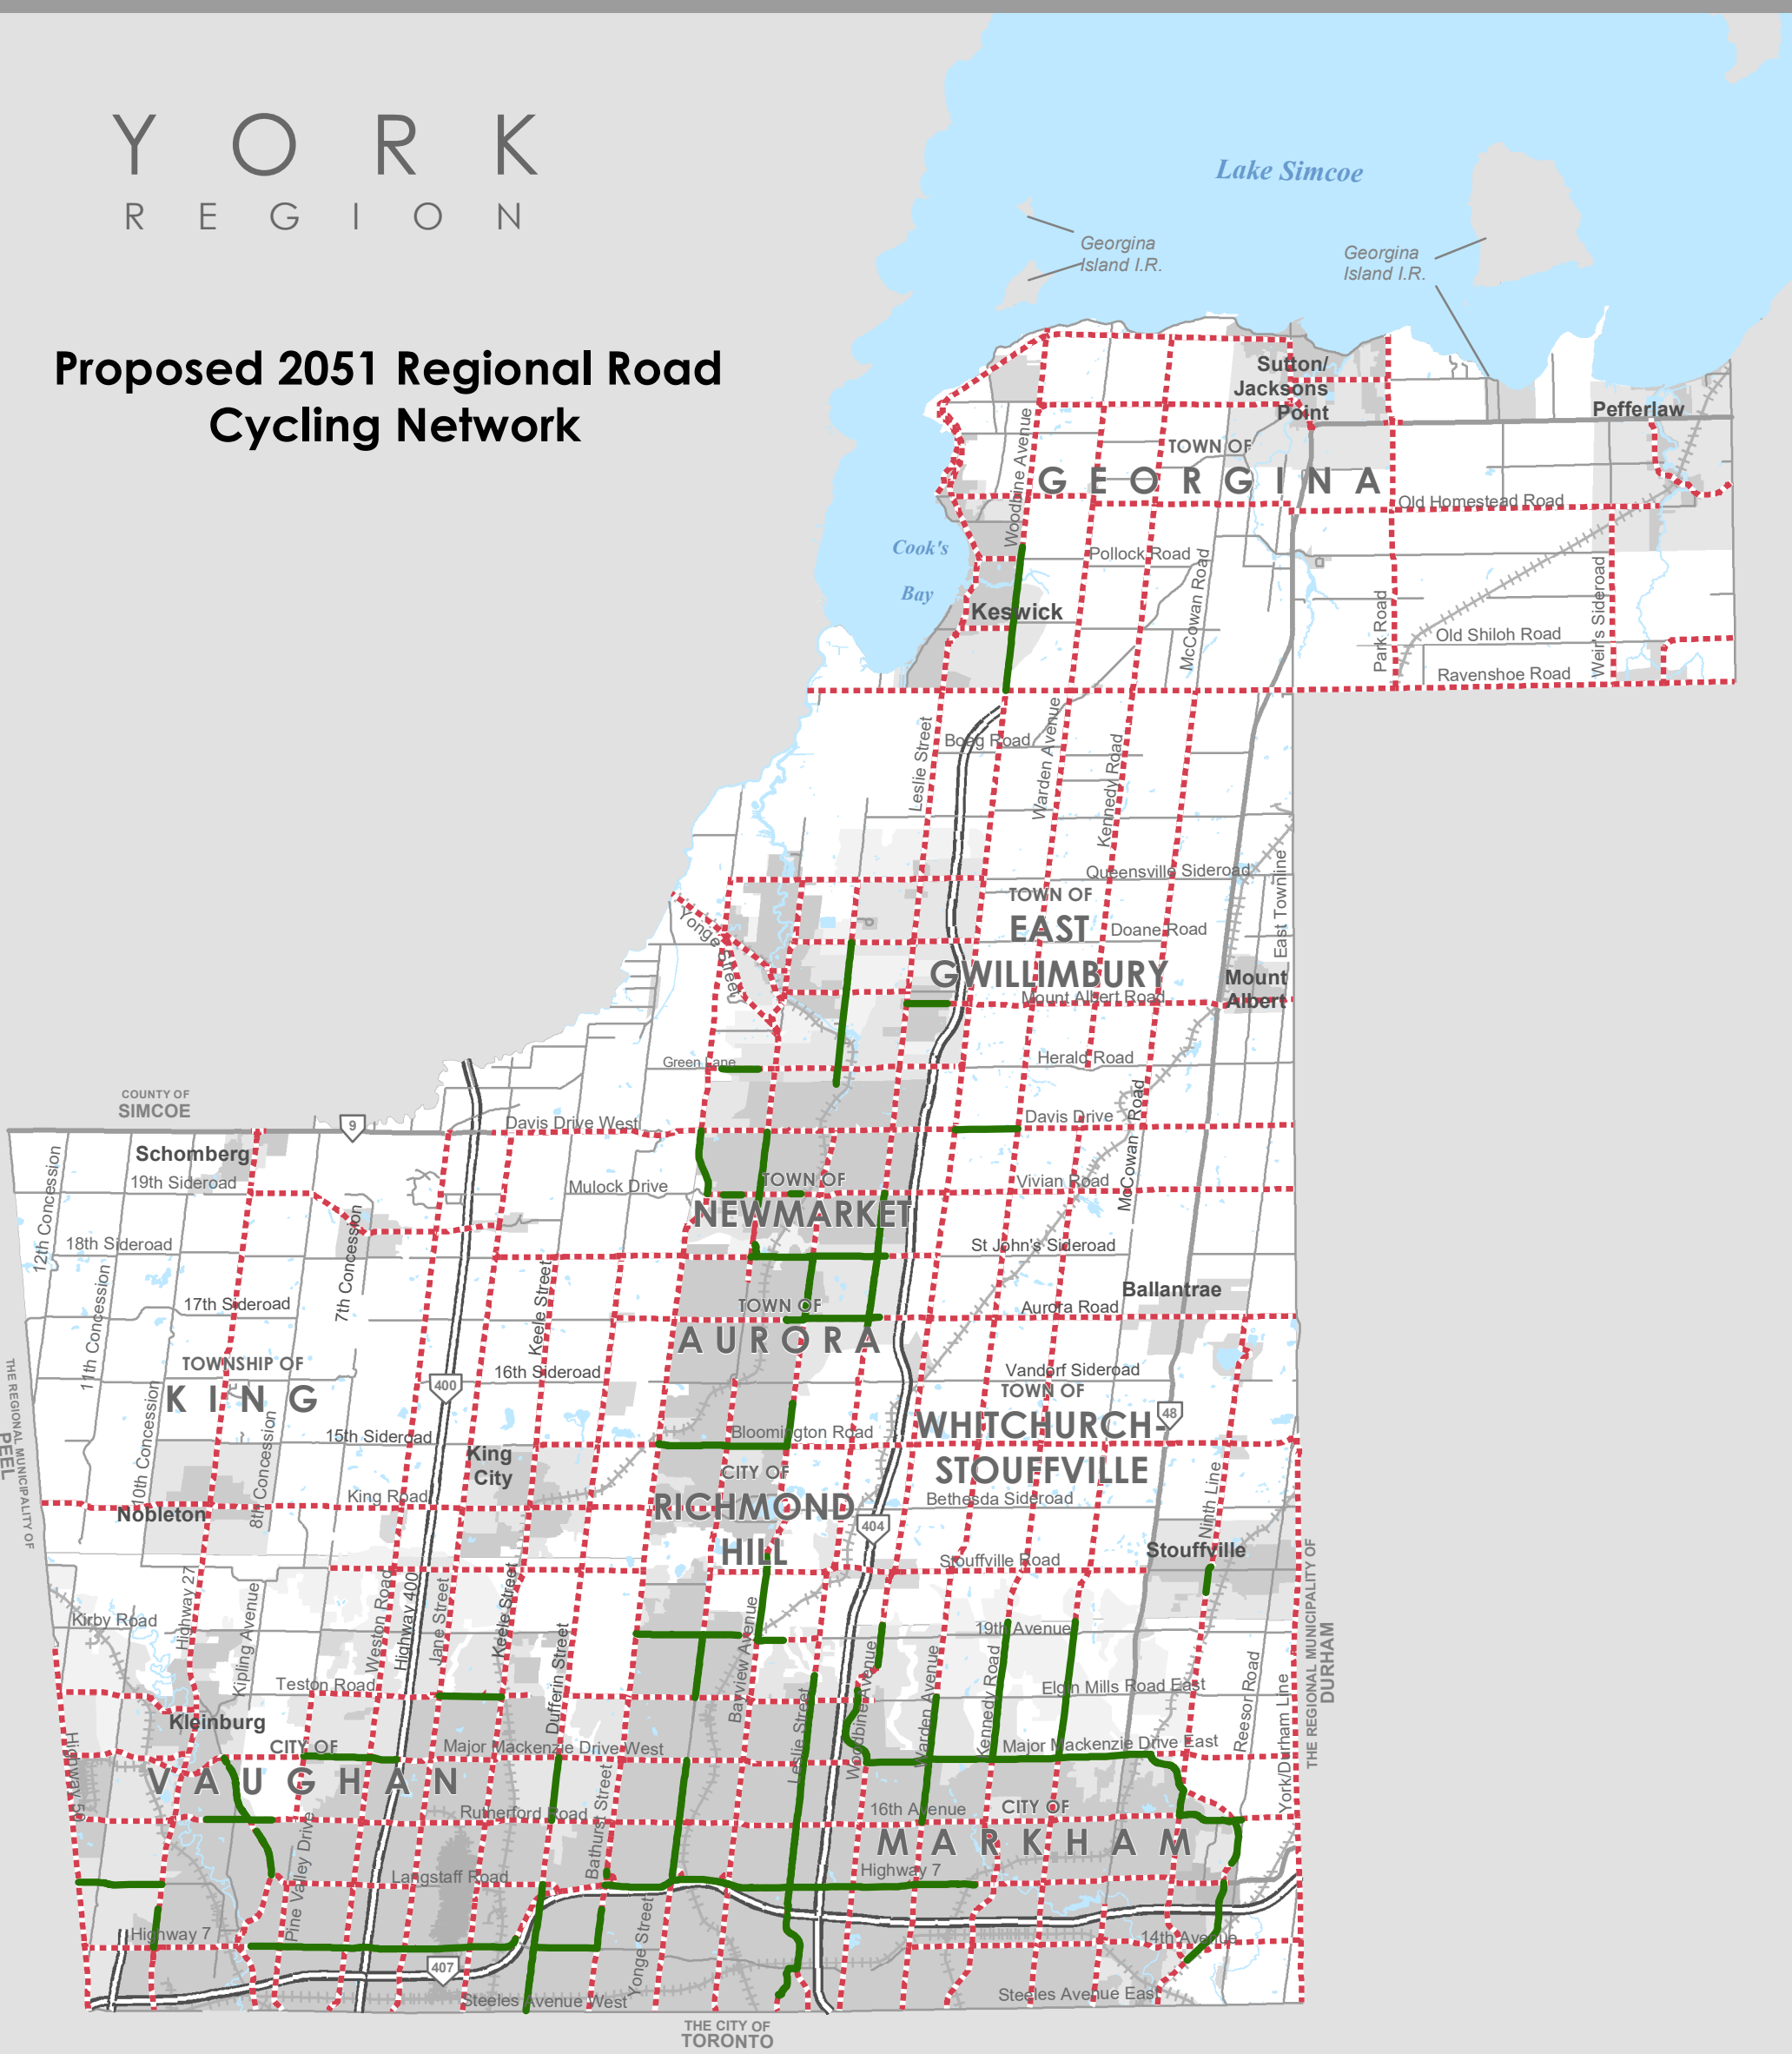 YORK
REGION
Proposed 2051 Regional Road
Cycling Network
Lake Simcoe
Georgina
Island I.R.
Georgina
Island I.R.
Sutton/
Jacksons
Point
Pefferlaw
TOWN OF
GEORGINA
Woodbine Avenue
Old Homestead Road
Cook's
Bay
Pollock Road
McCowan Road
Keswick
Park Road
Weir's Sideroad
Old Shiloh Road
Ravenshoe Road
Leslie Street
Boag Road
Warden Avenue
Kennedy Road
Queensville Sideroad
East Townline
TOWN OF
EAST
GWILLIMBURY
Doane Road
Yonge Street
Mount
Albert
Mount Albert Road
Green Lane
Herald Road
COUNTY OF
SIMCOE
9
Davis Drive West
Davis Drive
McCowan Road
Schomberg
19th Sideroad
12th Concession
Mulock Drive
TOWN OF
NEWMARKET
Vivian Road
18th Sideroad
7th Concession
St John's Sideroad
Ballantrae
11th Concession
17th Sideroad
Keele Street
TOWN OF
AURORA
Aurora Road
THE REGIONAL MUNICIPALITY OF
PEEL
TOWNSHIP OF
KING
400
16th Sideroad
Vandorf Sideroad
TOWN OF
WHITCHURCH-
STOUFFVILLE
48
10th Concession
8th Concession
15th Sideroad
King
City
Bloomington Road
CITY OF
RICHMOND
HILL
King Road
Nobleton
Bethesda Sideroad
404
Ninth Line
Stouffville
Stouffville Road
THE REGIONAL MUNICIPALITY OF
DURHAM
Kirby Road
Highway 27
Kipling Avenue
Weston Road
Highway 400
Jane Street
Keele Street
Dufferin Street
Bayview Avenue
19th Avenue
Teston Road
Elgin Mills Road East
Kleinburg
Leslie Street
Woodbine Avenue
Warden Avenue
Kennedy Road
Reesor Road
York/Durham Line
Highway 50
CITY OF
VAUGHAN
Major Mackenzie Drive West
Major Mackenzie Drive East
Rutherford Road
Bathurst Street
16th Avenue
CITY OF
MARKHAM
Pine Valley Drive
Langstaff Road
Highway 7
Highway 7
Yonge Street
14th Avenue
407
Steeles Avenue West
Steeles Avenue East
THE CITY OF
TORONTO